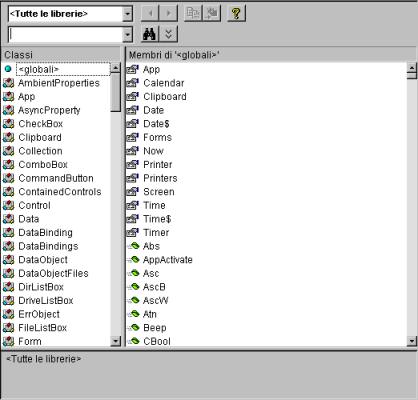 <Tutte le librerie>
?
Classi
<globali>
AmbientProperties
App
AsyncProperty
CheckBox
Clipboard
Collection
ComboBox
CommandButton
ContainedControls
Control
Data
DataBinding
DataBindings
DataObject
DataObjectFiles
DirListBox
DriveListBox
ErrObject
FileListBox
Form
Membri di '<globali>'
App
Calendar
Clipboard
Date
Date$
Forms
Now
Printer
Printers
Screen
Time
Time$
Timer
Abs
AppActivate
Asc
AscB
AscW
Atn
Beep
CBool
<Tutte le librerie>